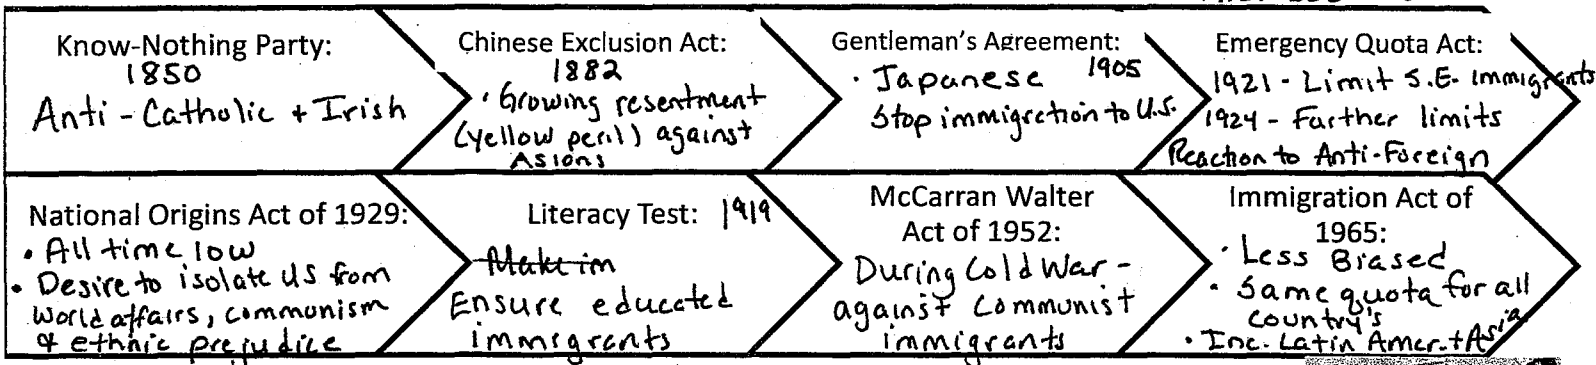 Know-Nothing Party:
1850
Anti-Catholic + Irish
Chinese Exclusion Act:
1882
· Growing resentment
(yellow peril) against
Asians
Gentleman's Agreement:
· Japanese 1905
Stop immigration to U.S.
Emergency Quota Act:
1921 - Limit S.E. Immigrants
1924 - Further limits
Reaction to Anti-Foreign
National Origins Act of 1929:
• All time low
• Desire to isolate US from
world affairs, communism
& ethnic prejudice
Literacy Test: 1919
Make im
Ensure educated
immigrants
McCarran Walter
Act of 1952:
During Cold War -
against communist
immigrants
Immigration Act of
1965:
· Less Biased
· Same quota for all
country's
· Inc. Latin Amer. + Asia